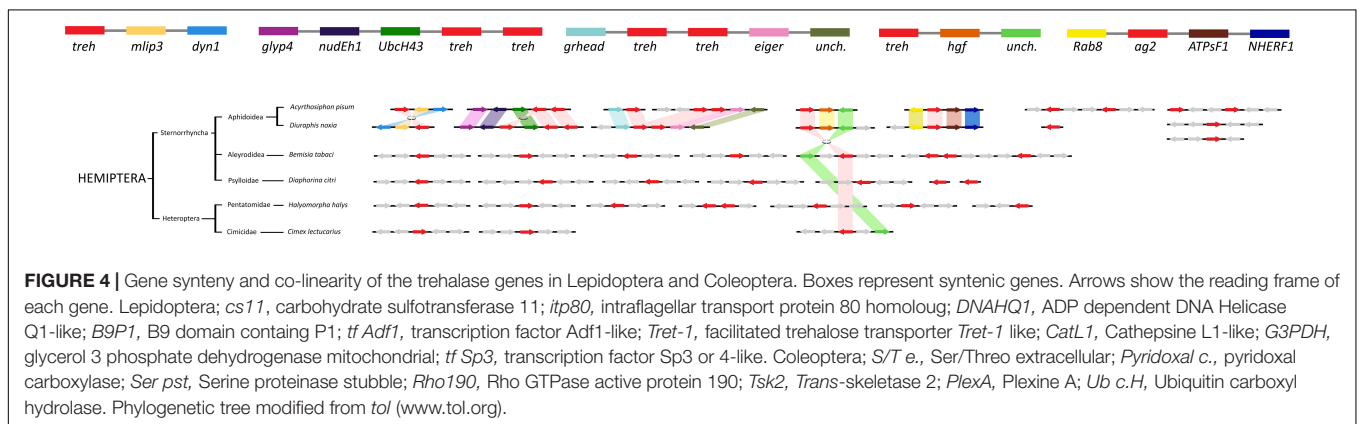 treh mlip3 dyn1 glyp4 nudEh1 UbcH43 treh treh grhead treh treh eiger unch. treh hgf unch. Rab8 ag2 ATPsF1 NHERF1
Acyrthosiphon pisum
Aphidoidea
Diuraphis noxia
Sternorrhyncha
Aleyrodidea Bemisia tabaci
HEMIPTERA
Psylloidea Diaphorina citri
Pentatomidae Halyomorpha halys
Heteroptera
Cimicidae Cimex lectucarius
FIGURE 4 | Gene synteny and co-linearity of the trehalase genes in Lepidoptera and Coleoptera. Boxes represent syntenic genes. Arrows show the reading frame of
each gene. Lepidoptera; cs11, carbohydrate sulfotransferase 11; itp80, intraflagellar transport protein 80 homoloug; DNAHQ1, ADP dependent DNA Helicase
Q1-like; B9P1, B9 domain containg P1; tf Adf1, transcription factor Adf1-like; Tret-1, facilitated trehalose transporter Tret-1 like; CatL1, Cathepsine L1-like; G3PDH,
glycerol 3 phosphate dehydrogenase mitochondrial; tf Sp3, transcription factor Sp3 or 4-like. Coleoptera; S/T e., Ser/Threo extracellular; Pyridoxal c., pyridoxal
carboxylase; Ser pst, Serine proteinase stubble; Rho190, Rho GTPase active protein 190; Tsk2, Trans-skeletase 2; PlexA, Plexine A; Ub c.H, Ubiquitin carboxyl
hydrolase. Phylogenetic tree modified from tol (www.tol.org).